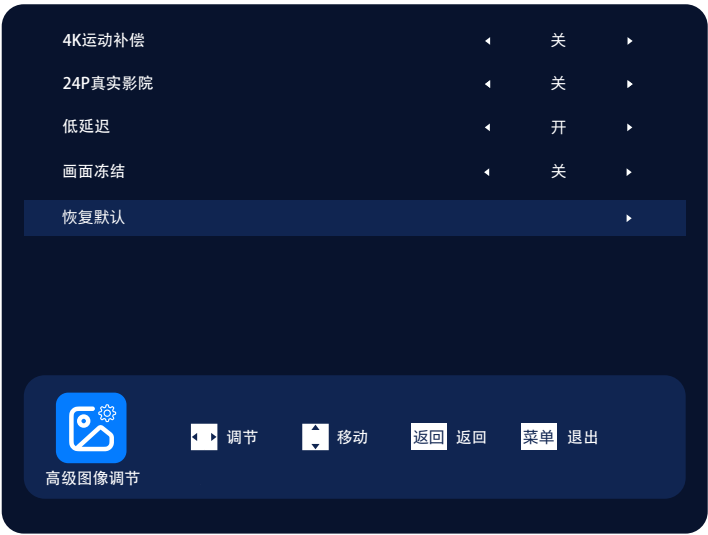 4K运动补偿 关
24P真实影院 关
低延迟 开
画面冻结 关
恢复默认
调节 移动 返回 返回 菜单 退出
高级图像调节